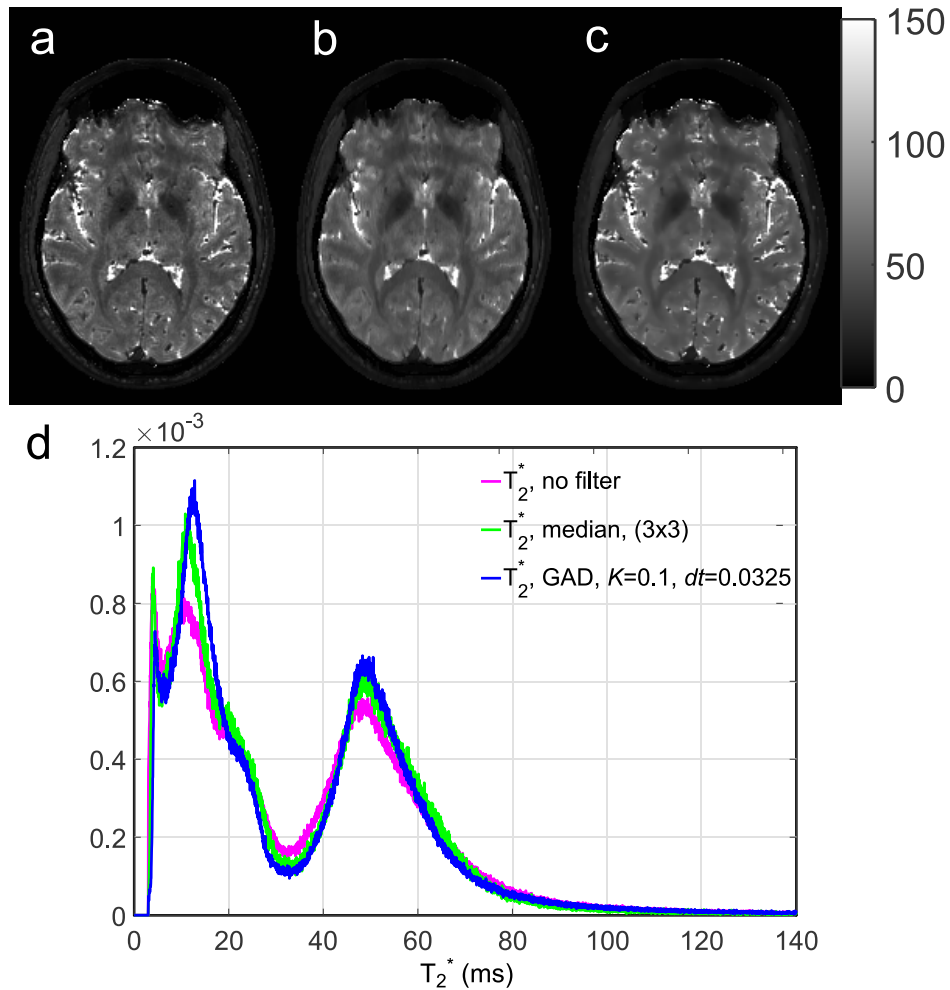 a b c
150
100
50
0
d
×10⁻³
1.2
1
0.8
0.6
0.4
0.2
0
T₂*, no filter
T₂*, median, (3x3)
T₂*, GAD, K=0.1, dt=0.0325
0 20 40 60 80 100 120 140
T₂* (ms)